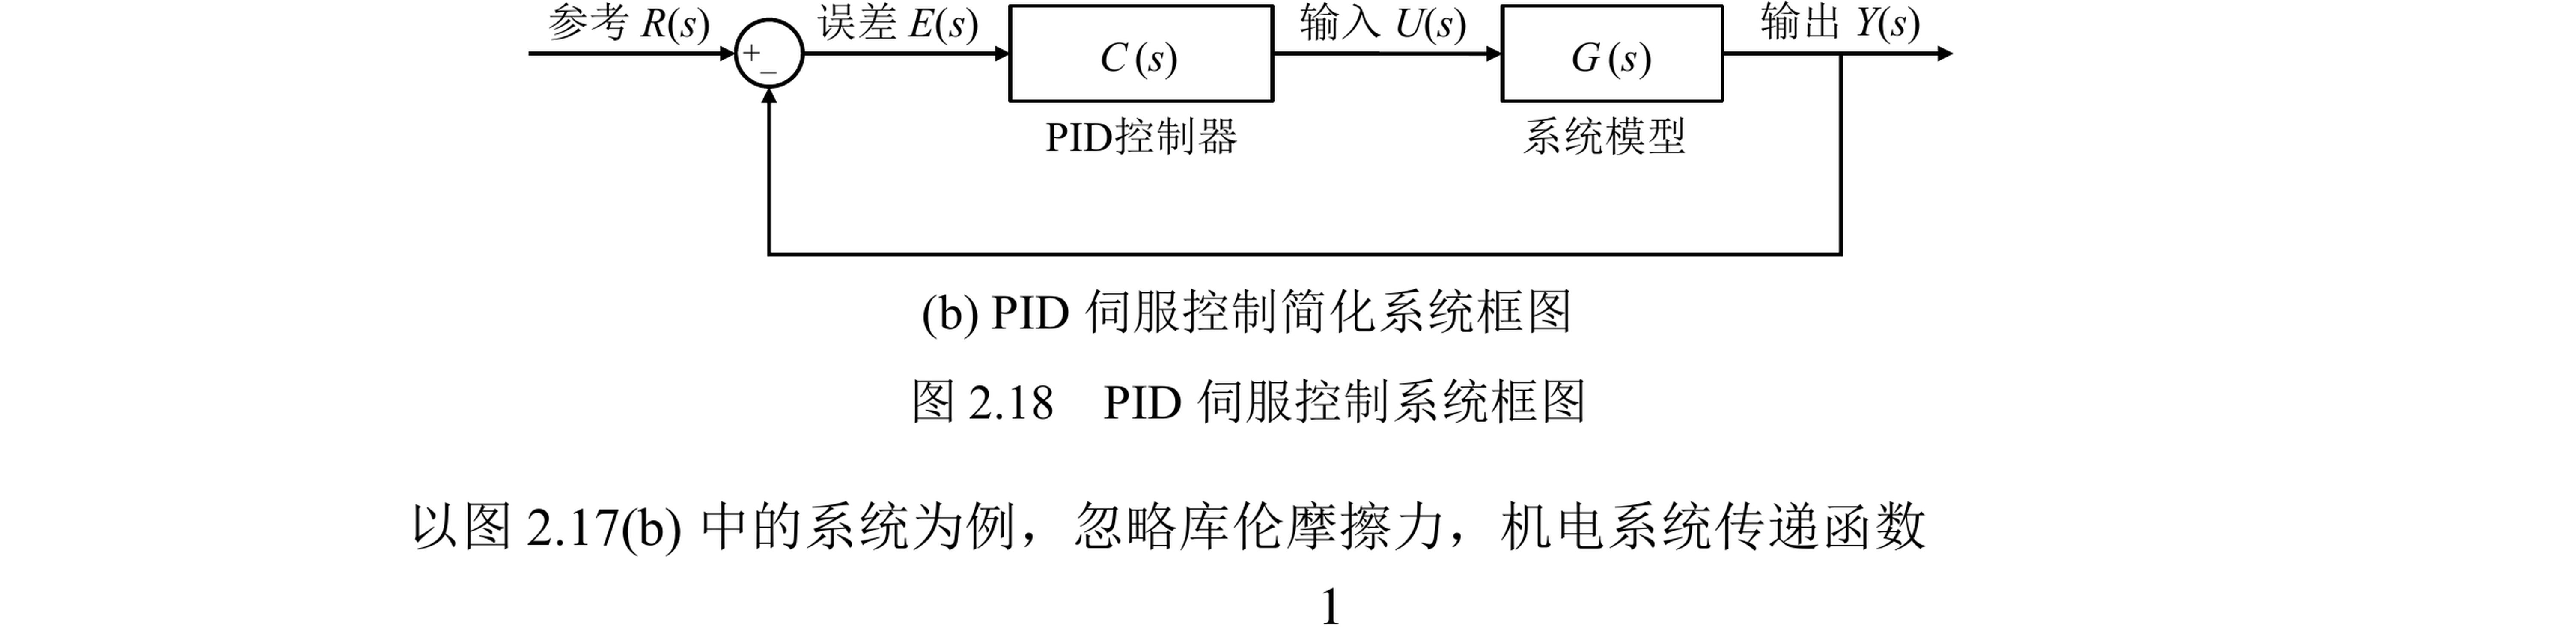 参考 R(s) 误差 E(s) 输入 U(s) 输出 Y(s)
+ C (s) G (s)
−
PID控制器 系统模型
(b) PID 伺服控制简化系统框图
图 2.18 PID 伺服控制系统框图
以图 2.17(b) 中的系统为例，忽略库伦摩擦力，机电系统传递函数
1